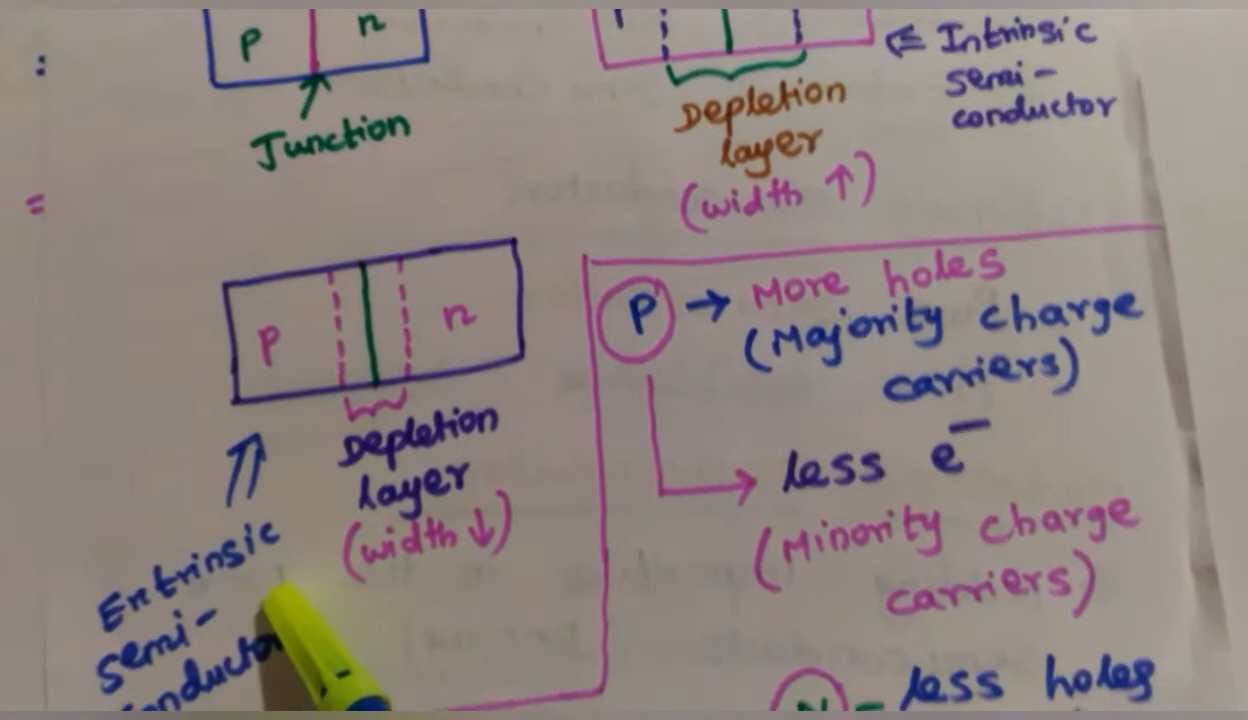 :
P n
Junction
=
Depletion
layer
(width ↑)
⇐ Intrinsic
semi-
conductor
p n
Depletion
layer
(width ↓)
Extrinsic
semi-
conductor
P → More holes
(Majority charge
carriers)
less e⁻
(Minority charge
carriers)
N - less holes